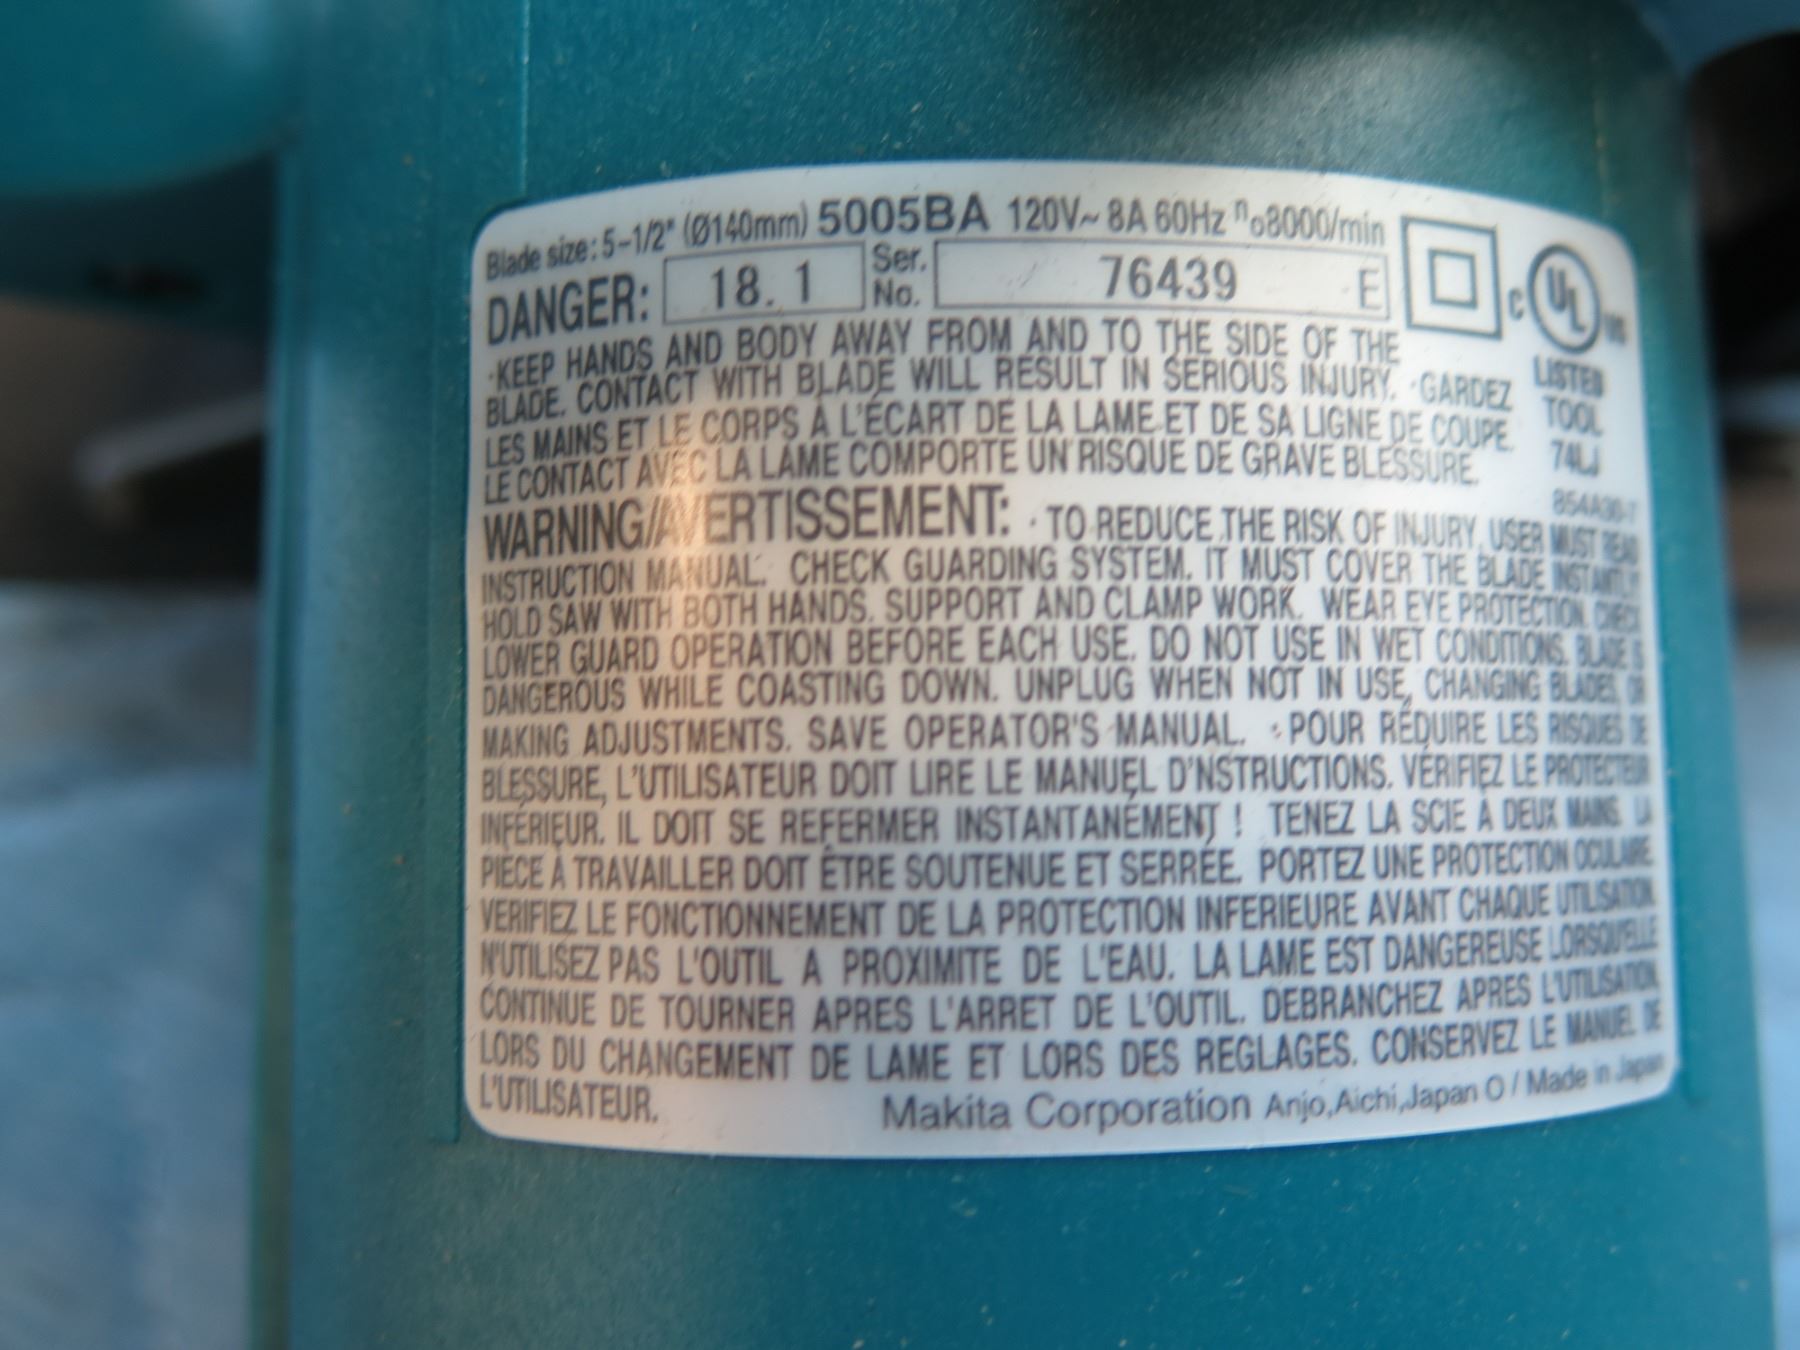 Blade size: 5-1/2" (Ø140mm) 5005BA 120V~ 8A 60Hz n₀8000/min
DANGER: 18. 1 Ser. No. 76439 E
C UL US
·KEEP HANDS AND BODY AWAY FROM AND TO THE SIDE OF THE
LISTED
BLADE. CONTACT WITH BLADE WILL RESULT IN SERIOUS INJURY. ·GARDEZ
TOOL
LES MAINS ET LE CORPS À L'ÉCART DE LA LAME ET DE SA LIGNE DE COUPE.
74LJ
LE CONTACT AVEC LA LAME COMPORTE UN RISQUE DE GRAVE BLESSURE.
854A30-7
WARNING/AVERTISSEMENT: · TO REDUCE THE RISK OF INJURY, USER MUST READ
INSTRUCTION MANUAL. CHECK GUARDING SYSTEM. IT MUST COVER THE BLADE INSTANTLY
HOLD SAW WITH BOTH HANDS. SUPPORT AND CLAMP WORK. WEAR EYE PROTECTION. CHECK
LOWER GUARD OPERATION BEFORE EACH USE. DO NOT USE IN WET CONDITIONS. BLADE IS
DANGEROUS WHILE COASTING DOWN. UNPLUG WHEN NOT IN USE, CHANGING BLADES, OR
MAKING ADJUSTMENTS. SAVE OPERATOR'S MANUAL. · POUR RÉDUIRE LES RISQUES DE
BLESSURE, L'UTILISATEUR DOIT LIRE LE MANUEL D'NSTRUCTIONS. VÉRIFIEZ LE PROTECTEUR
INFÉRIEUR. IL DOIT SE REFERMER INSTANTANÉMENT ! TENEZ LA SCIE À DEUX MAINS. LA
PIÈCE À TRAVAILLER DOIT ÊTRE SOUTENUE ET SERRÉE. PORTEZ UNE PROTECTION OCULAIRE.
VERIFIEZ LE FONCTIONNEMENT DE LA PROTECTION INFERIEURE AVANT CHAQUE UTILISATION.
N'UTILISEZ PAS L'OUTIL A PROXIMITE DE L'EAU. LA LAME EST DANGEREUSE LORSQU'ELLE
CONTINUE DE TOURNER APRES L'ARRET DE L'OUTIL. DEBRANCHEZ APRES L'UTILISATION,
LORS DU CHANGEMENT DE LAME ET LORS DES REGLAGES. CONSERVEZ LE MANUEL DE
L'UTILISATEUR.
Makita Corporation Anjo,Aichi,Japan O / Made in Japan